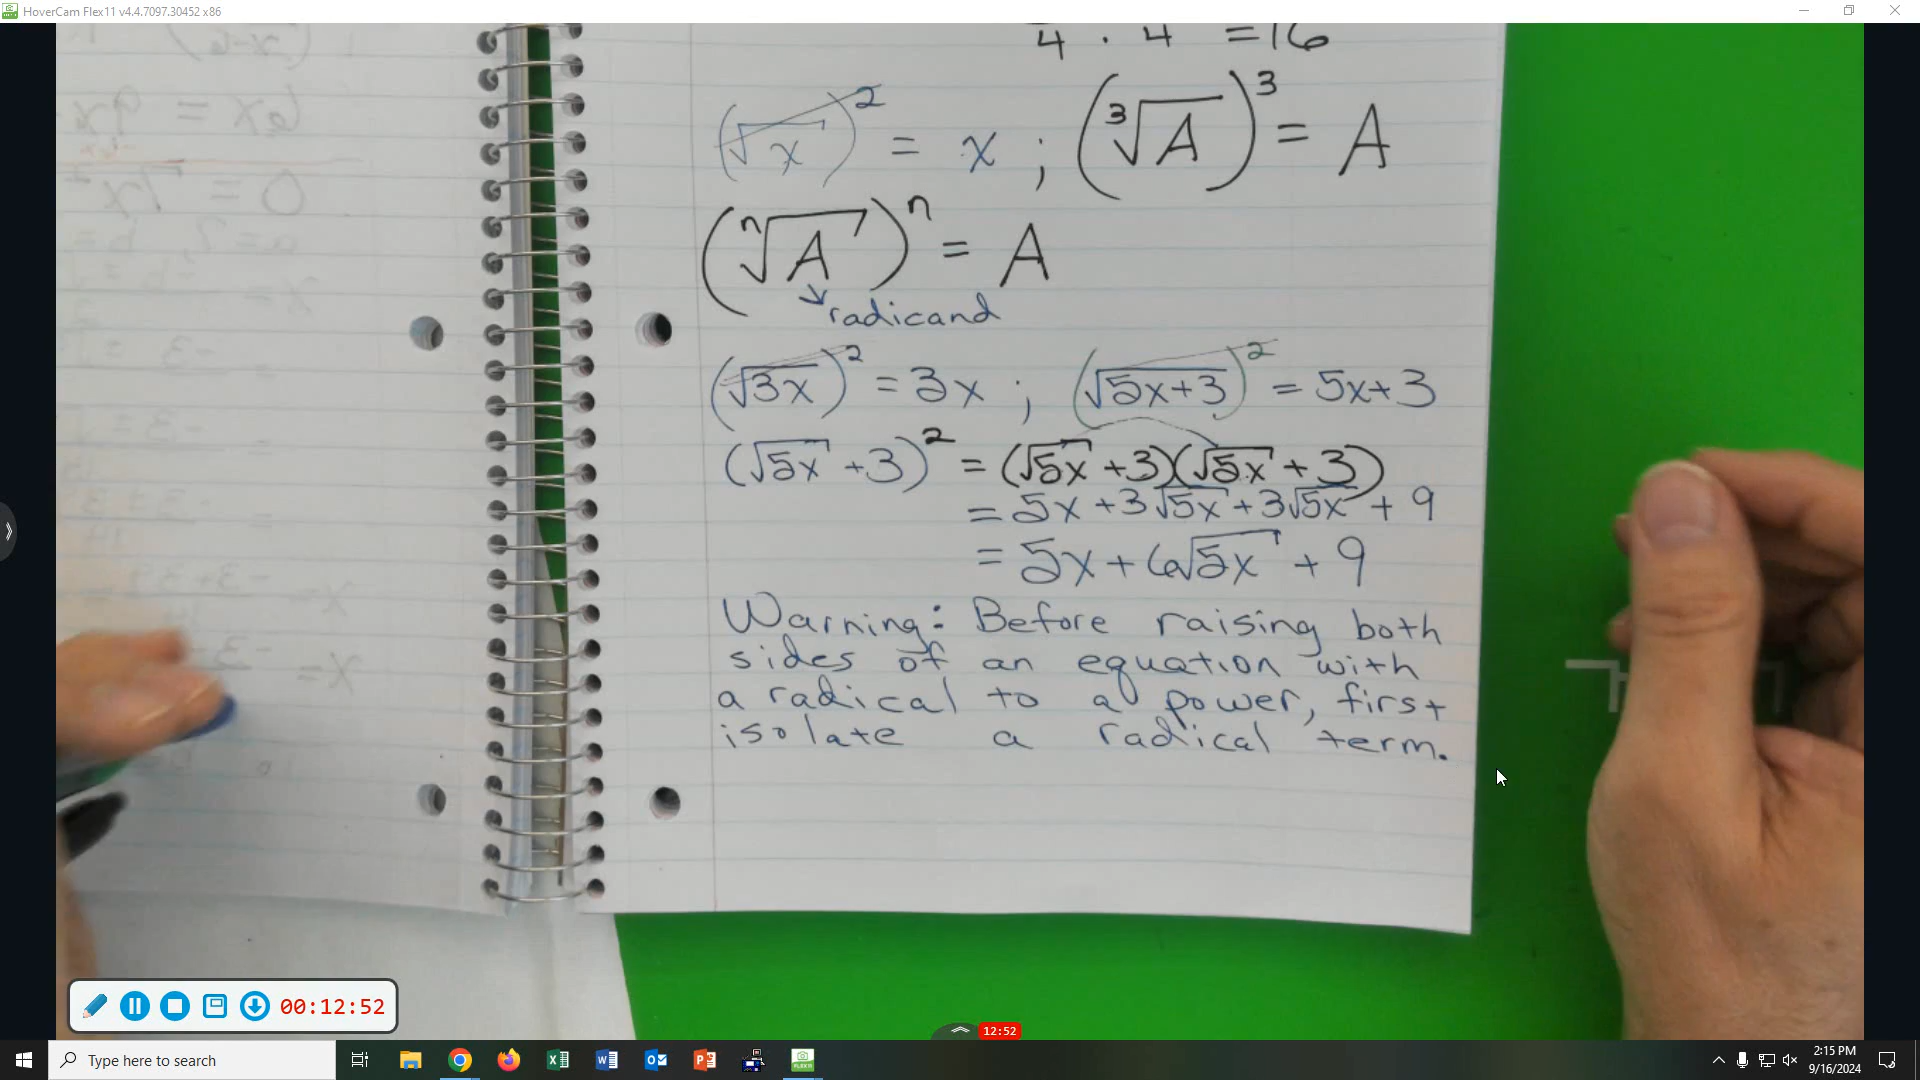 HoverCam Flex11 v4.4.7097.30452 x86
4 · 4 =16
(√x)² = x ; (³√A)³ = A
(ⁿ√A)ⁿ = A
radicand
(√3x)² = 3x ; (√5x+3)² = 5x+3
(√5x +3)² = (√5x +3)(√5x + 3)
= 5x +3√5x +3√5x + 9
= 5x + 6√5x + 9
Warning: Before raising both
sides of an equation with
a radical to a power, first
isolate a radical term.
00:12:52
12:52
Type here to search
2:15 PM
9/16/2024